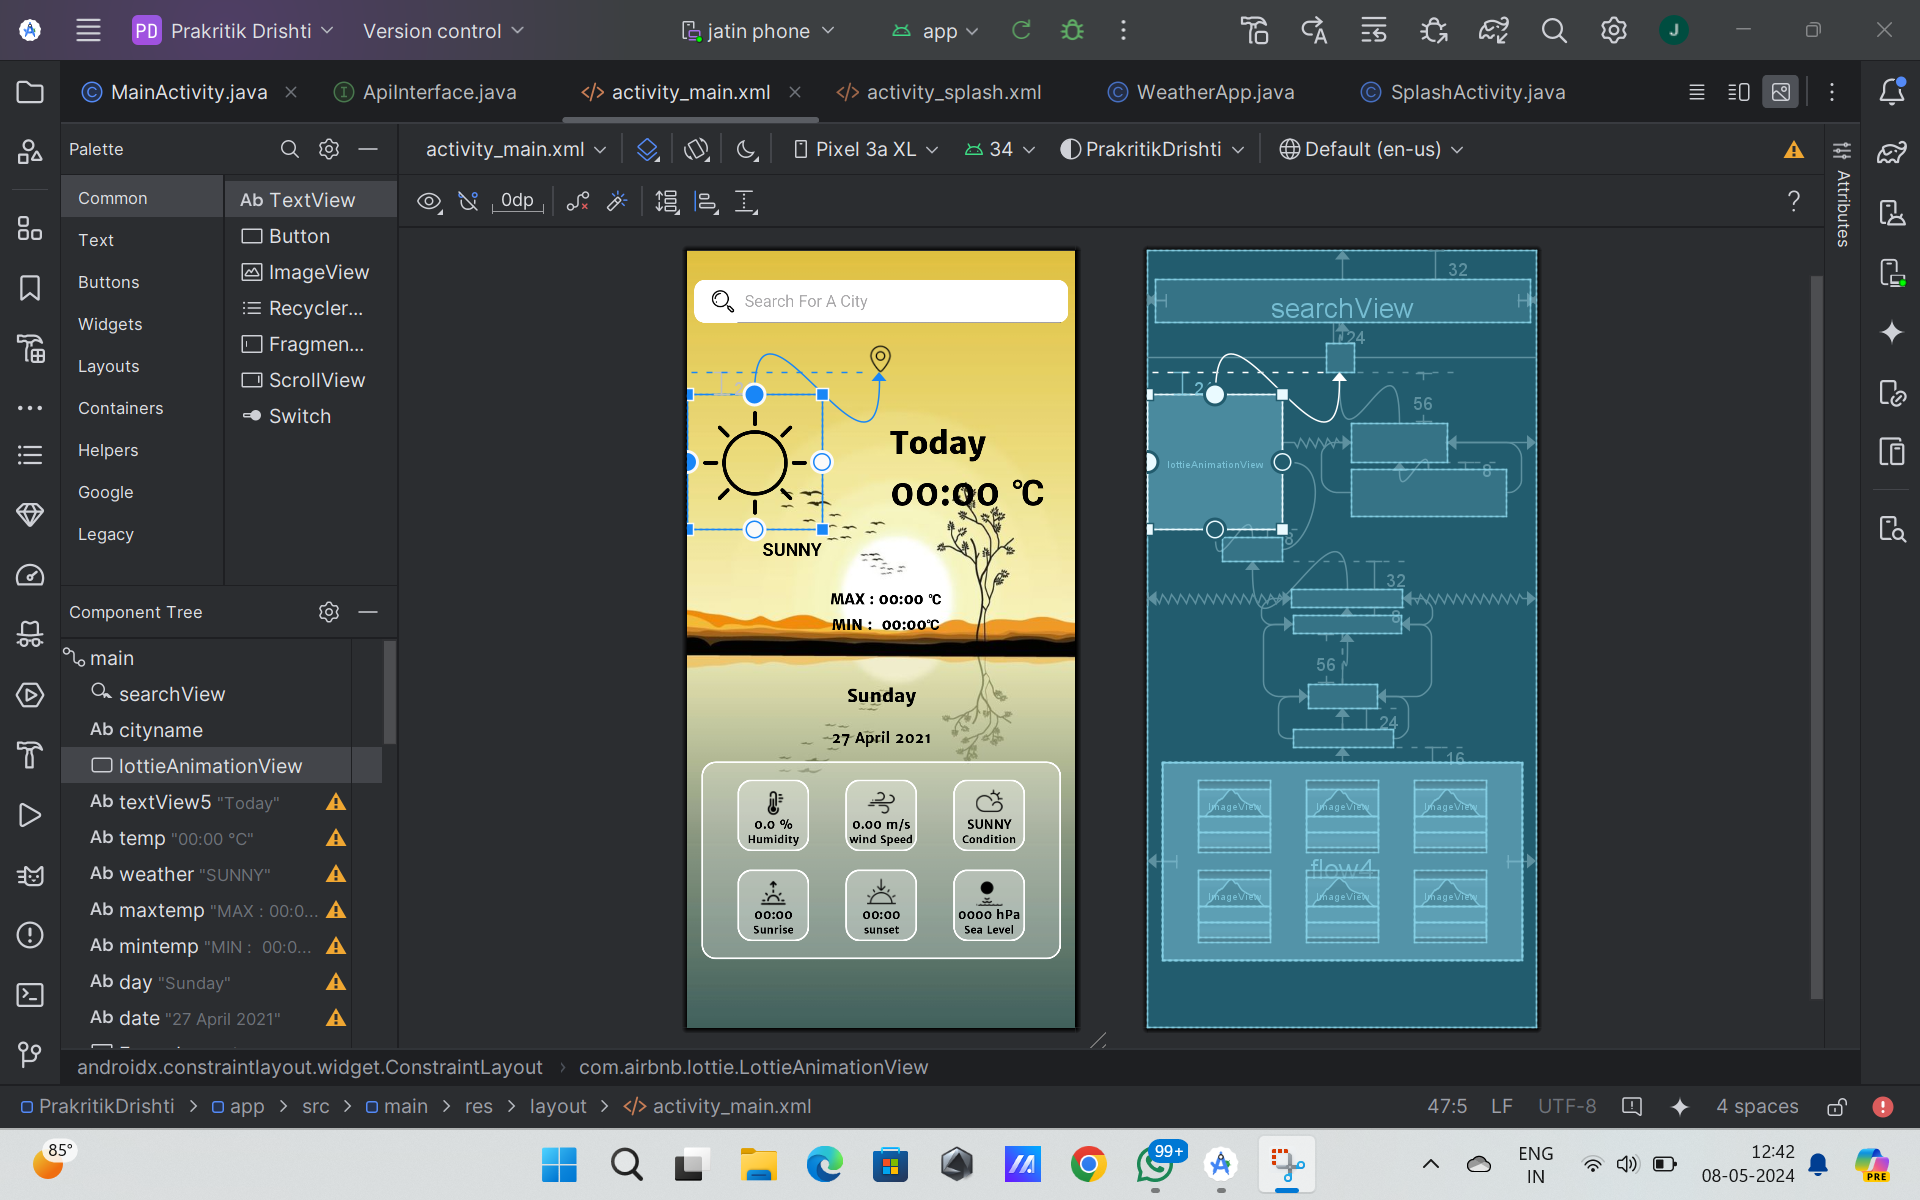 PD Prakritik Drishti Version control jatin phone app J
MainActivity.java ApiInterface.java activity_main.xml activity_splash.xml WeatherApp.java SplashActivity.java
Palette
activity_main.xml Pixel 3a XL 34 PrakritikDrishti Default (en-us)
0dp
Attributes
Common
Text
Buttons
Widgets
Layouts
Containers
Helpers
Google
Legacy
Ab TextView
Button
ImageView
Recycler...
Fragmen...
ScrollView
Switch
Search For A City
Today
00:00 °C
SUNNY
MAX : 00:00 °C
MIN : 00:00°C
Sunday
27 April 2021
0.0 %
Humidity
0.00 m/s
wind Speed
SUNNY
Condition
00:00
Sunrise
00:00
sunset
0000 hPa
Sea Level
32
searchView
24
56
lottieAnimationView
8
8
32
8
56
24
16
ImageView ImageView ImageView
flow4
ImageView ImageView ImageView
Component Tree
main
searchView
Ab cityname
lottieAnimationView
Ab textView5 "Today"
Ab temp "00:00 °C"
Ab weather "SUNNY"
Ab maxtemp "MAX : 00:0...
Ab mintemp "MIN : 00:0...
Ab day "Sunday"
Ab date "27 April 2021"
androidx.constraintlayout.widget.ConstraintLayout > com.airbnb.lottie.LottieAnimationView
PrakritikDrishti > app > src > main > res > layout > activity_main.xml 47:5 LF UTF-8 4 spaces
85°
99+
ENG
IN
12:42
08-05-2024
PRE